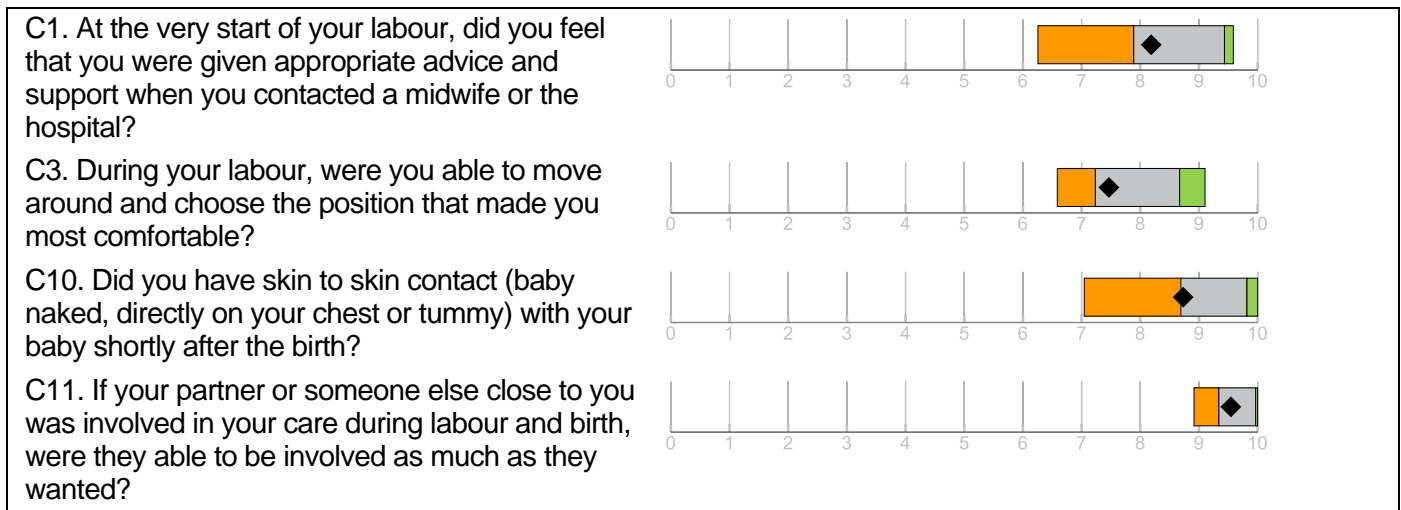 C1. At the very start of your labour, did you feel
that you were given appropriate advice and
support when you contacted a midwife or the
hospital?
0 1 2 3 4 5 6 7 8 9 10
C3. During your labour, were you able to move
around and choose the position that made you
most comfortable?
0 1 2 3 4 5 6 7 8 9 10
C10. Did you have skin to skin contact (baby
naked, directly on your chest or tummy) with your
baby shortly after the birth?
0 1 2 3 4 5 6 7 8 9 10
C11. If your partner or someone else close to you
was involved in your care during labour and birth,
were they able to be involved as much as they
wanted?
0 1 2 3 4 5 6 7 8 9 10